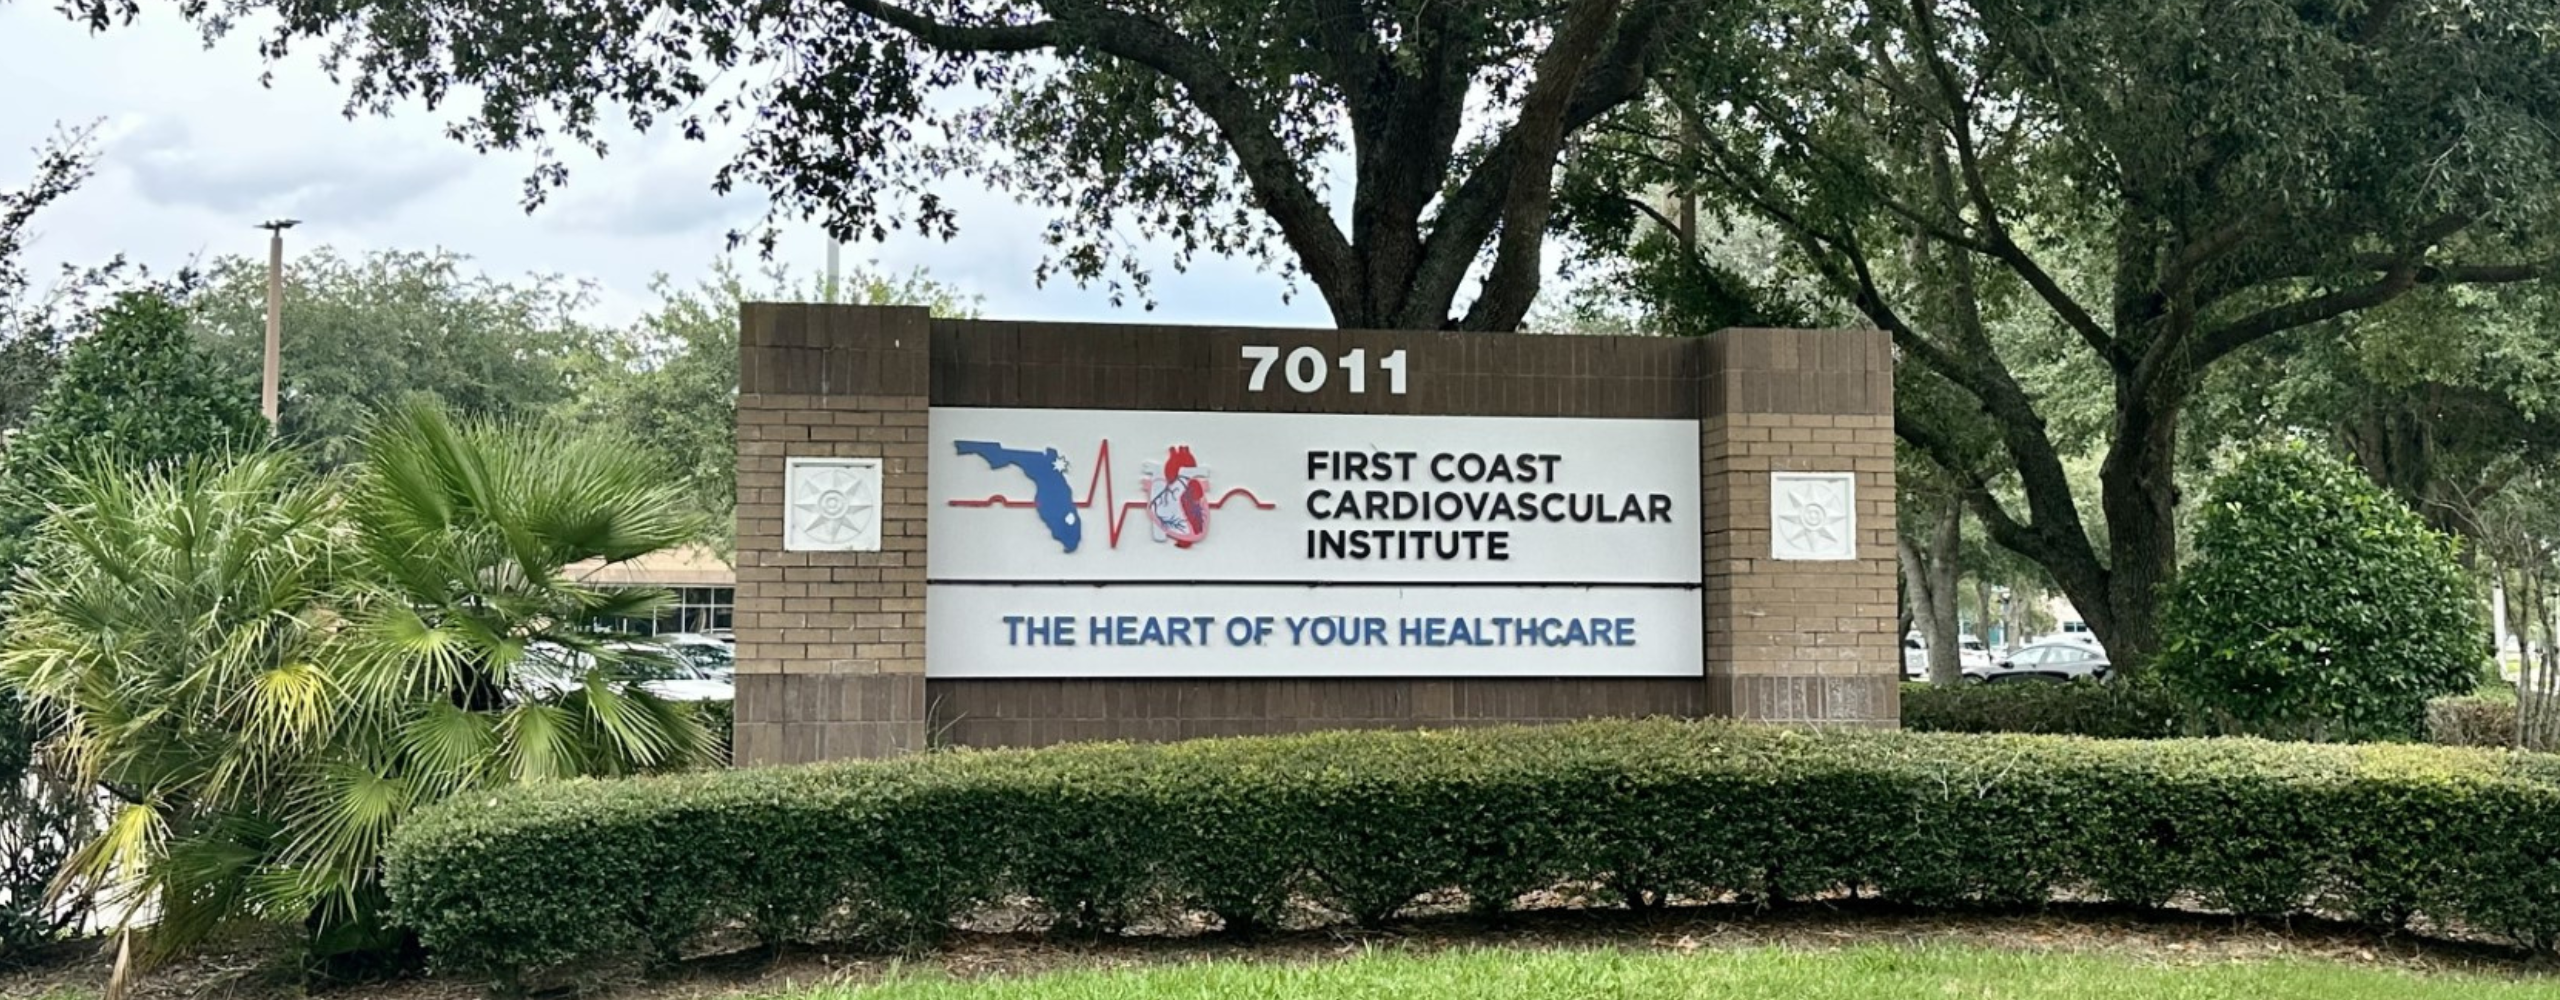 7011
FIRST COAST
CARDIOVASCULAR
INSTITUTE
THE HEART OF YOUR HEALTHCARE